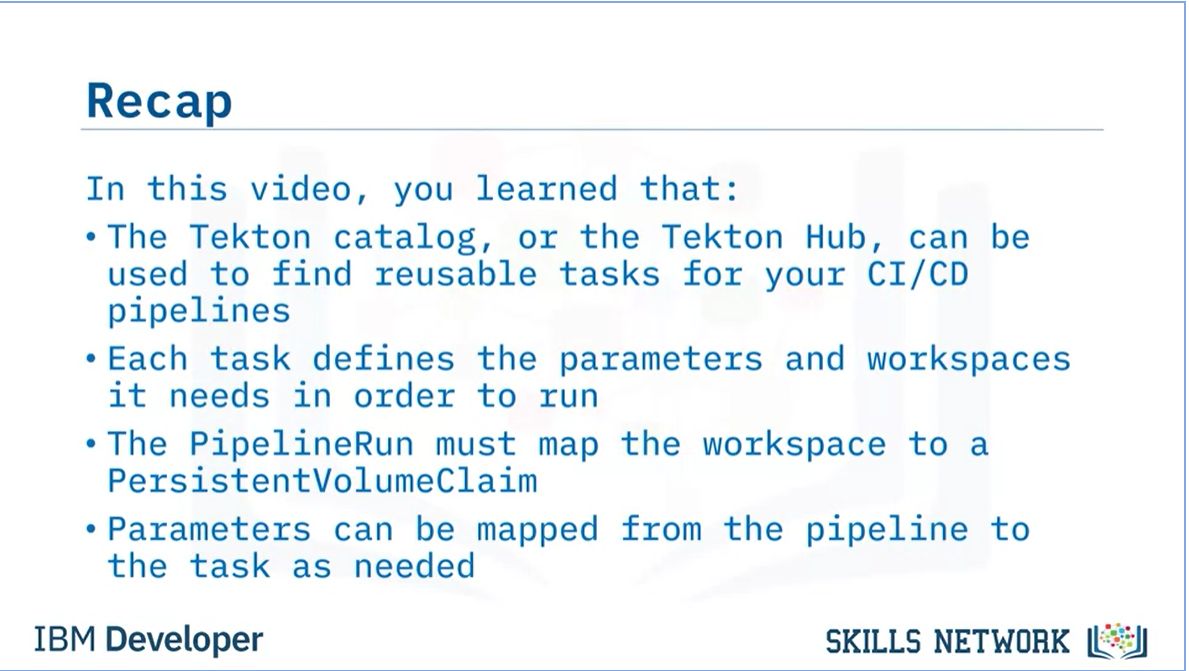 Recap
In this video, you learned that:
• The Tekton catalog, or the Tekton Hub, can be
used to find reusable tasks for your CI/CD
pipelines
• Each task defines the parameters and workspaces
it needs in order to run
• The PipelineRun must map the workspace to a
PersistentVolumeClaim
• Parameters can be mapped from the pipeline to
the task as needed
IBM Developer
SKILLS NETWORK